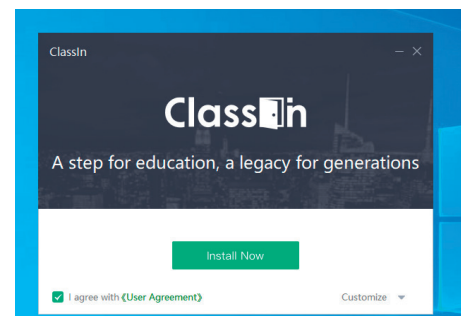 ClassIn
ClassIn
A step for education, a legacy for generations
Install Now
I agree with 《User Agreement》
Customize